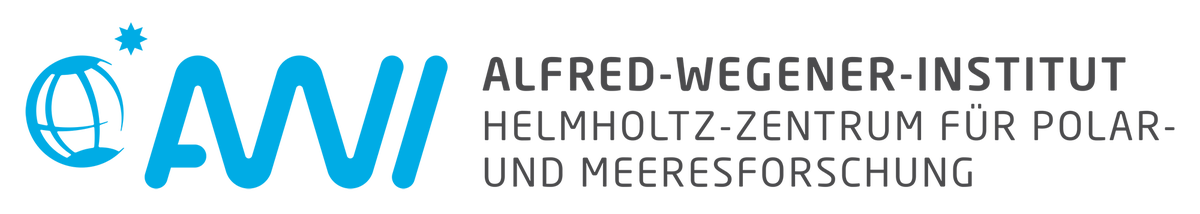 AWI
ALFRED-WEGENER-INSTITUT
HELMHOLTZ-ZENTRUM FÜR POLAR-
UND MEERESFORSCHUNG